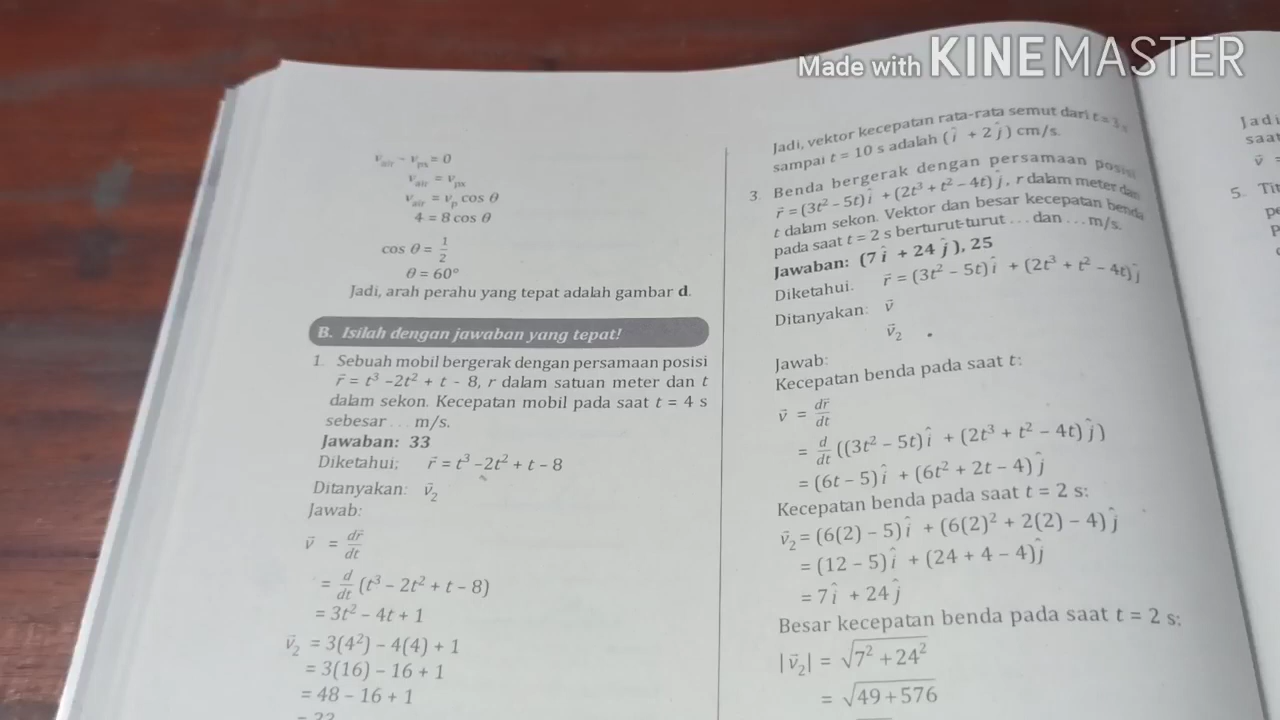 Made with KINEMASTER
v_air - v_px = 0
v_air = v_px
v_air = v_p cos θ
4 = 8 cos θ
cos θ = 1/2
θ = 60°
Jadi, arah perahu yang tepat adalah gambar d.
B. Isilah dengan jawaban yang tepat!
1. Sebuah mobil bergerak dengan persamaan posisi
r⃗ = t³ - 2t² + t - 8, r dalam satuan meter dan t
dalam sekon. Kecepatan mobil pada saat t = 4 s
sebesar . . . m/s.
Jawaban: 33
Diketahui; r⃗ = t³ - 2t² + t - 8
Ditanyakan: v⃗₂
Jawab:
v⃗ = dr⃗/dt
= d/dt (t³ - 2t² + t - 8)
= 3t² - 4t + 1
v⃗₂ = 3(4²) - 4(4) + 1
= 3(16) - 16 + 1
= 48 - 16 + 1
Jadi, vektor kecepatan rata-rata semut dari t = 3 s
sampai t = 10 s adalah (î + 2ĵ) cm/s.
3. Benda bergerak dengan persamaan posisi
r⃗ = (3t² - 5t)î + (2t³ + t² - 4t)ĵ, r dalam meter dan
t dalam sekon. Vektor dan besar kecepatan benda
pada saat t = 2 s berturut-turut . . . dan . . . m/s.
Jawaban: (7î + 24ĵ), 25
Diketahui: r⃗ = (3t² - 5t)î + (2t³ + t² - 4t)ĵ
Ditanyakan: v⃗
v⃗₂
Jawab:
Kecepatan benda pada saat t:
v⃗ = dr⃗/dt
= d/dt ((3t² - 5t)î + (2t³ + t² - 4t)ĵ)
= (6t - 5)î + (6t² + 2t - 4)ĵ
Kecepatan benda pada saat t = 2 s:
v⃗₂ = (6(2) - 5)î + (6(2)² + 2(2) - 4)ĵ
= (12 - 5)î + (24 + 4 - 4)ĵ
= 7î + 24ĵ
Besar kecepatan benda pada saat t = 2 s:
|v⃗₂| = √(7² + 24²)
= √(49 + 576)
Jadi
saat
v⃗ =
5.